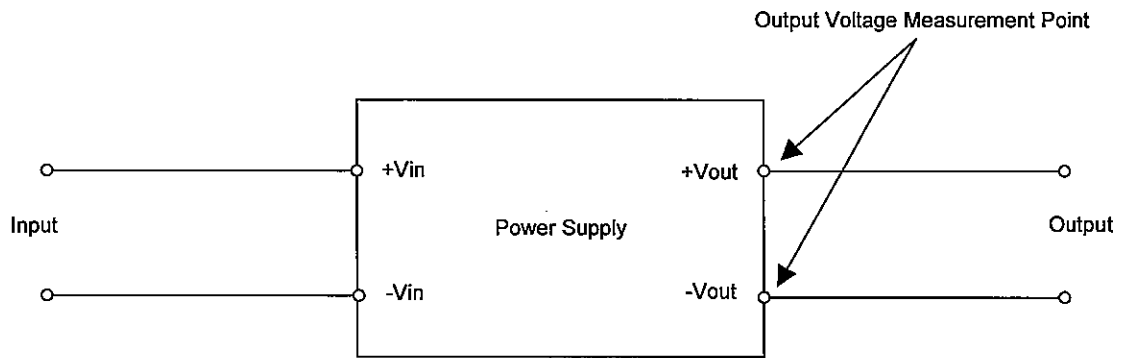 Output Voltage Measurement Point
+Vin
+Vout
Input
Power Supply
Output
-Vin
-Vout